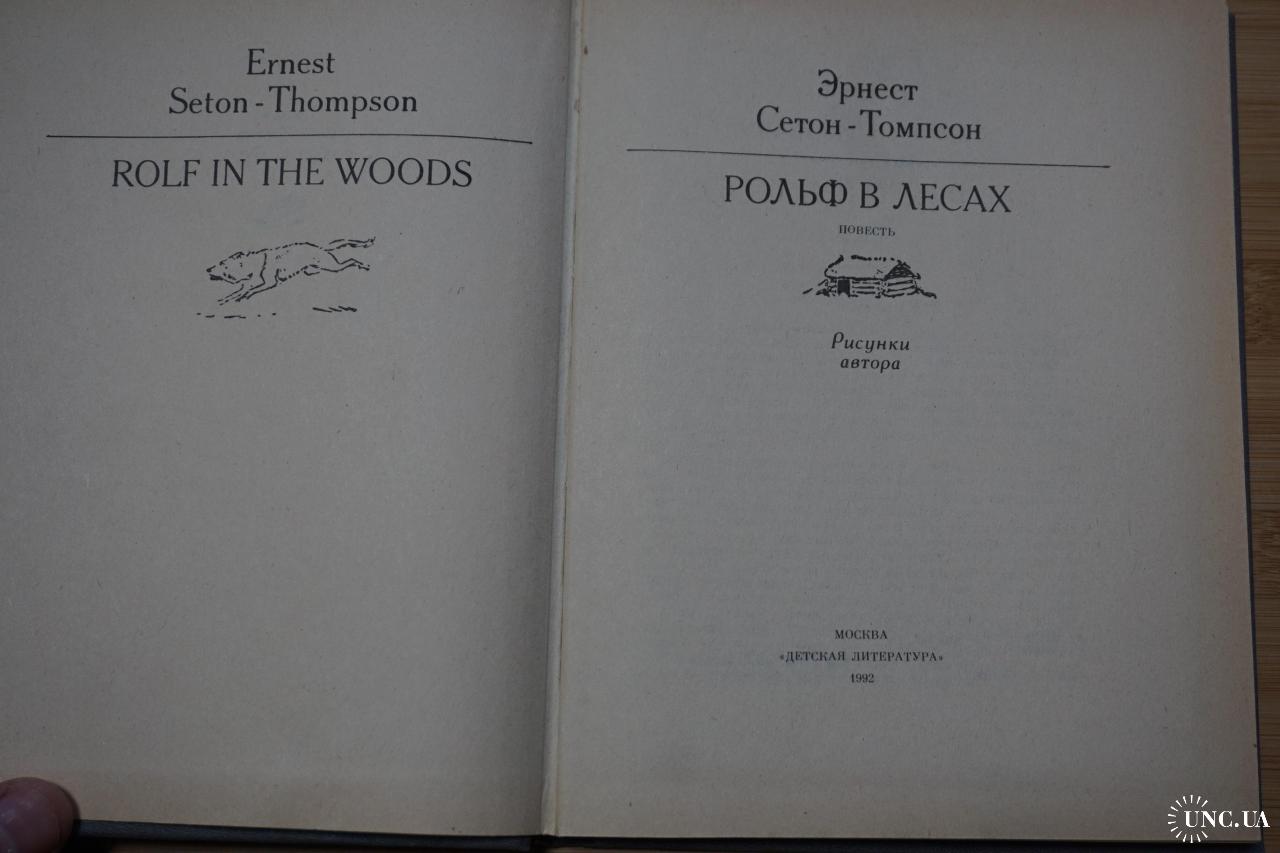 Ernest
Seton-Thompson
ROLF IN THE WOODS
Эрнест
Сетон-Томпсон
РОЛЬФ В ЛЕСАХ
ПОВЕСТЬ
Рисунки
автора
МОСКВА
«ДЕТСКАЯ ЛИТЕРАТУРА»
1992
UNC.UA